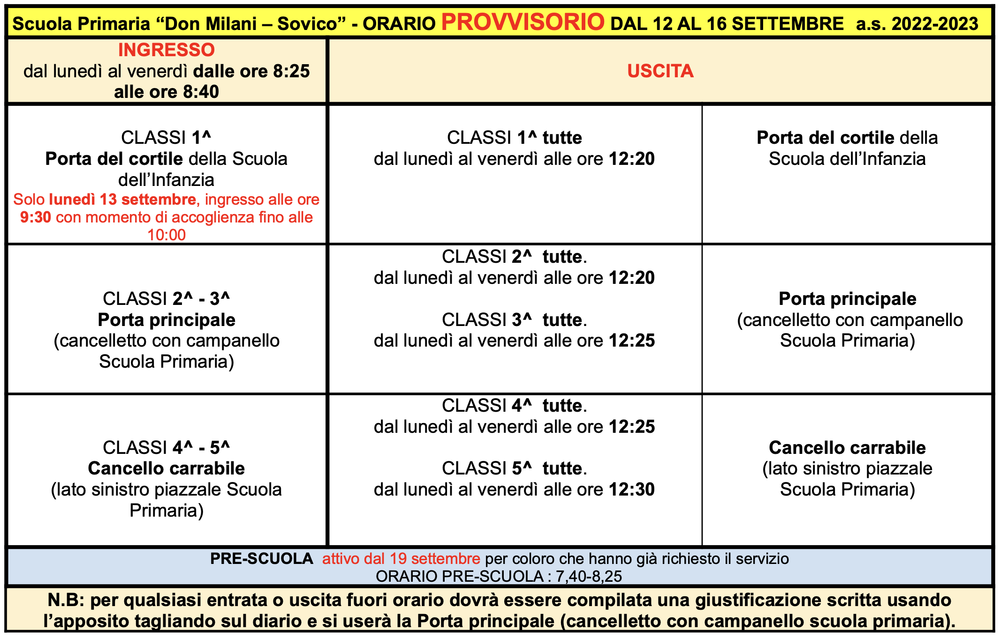 Scuola Primaria “Don Milani – Sovico” - ORARIO PROVVISORIO DAL 12 AL 16 SETTEMBRE a.s. 2022-2023
INGRESSO
dal lunedì al venerdì dalle ore 8:25
alle ore 8:40
USCITA
CLASSI 1^
Porta del cortile della Scuola
dell’Infanzia
Solo lunedì 13 settembre, ingresso alle ore
9:30 con momento di accoglienza fino alle
10:00
CLASSI 1^ tutte
dal lunedì al venerdì alle ore 12:20
Porta del cortile della
Scuola dell’Infanzia
CLASSI 2^ - 3^
Porta principale
(cancelletto con campanello
Scuola Primaria)
CLASSI 2^ tutte.
dal lunedì al venerdì alle ore 12:20
CLASSI 3^ tutte.
dal lunedì al venerdì alle ore 12:25
Porta principale
(cancelletto con campanello
Scuola Primaria)
CLASSI 4^ - 5^
Cancello carrabile
(lato sinistro piazzale Scuola
Primaria)
CLASSI 4^ tutte.
dal lunedì al venerdì alle ore 12:25
CLASSI 5^ tutte.
dal lunedì al venerdì alle ore 12:30
Cancello carrabile
(lato sinistro piazzale
Scuola Primaria)
PRE-SCUOLA attivo dal 19 settembre per coloro che hanno già richiesto il servizio
ORARIO PRE-SCUOLA : 7,40-8,25
N.B: per qualsiasi entrata o uscita fuori orario dovrà essere compilata una giustificazione scritta usando
l’apposito tagliando sul diario e si userà la Porta principale (cancelletto con campanello scuola primaria).